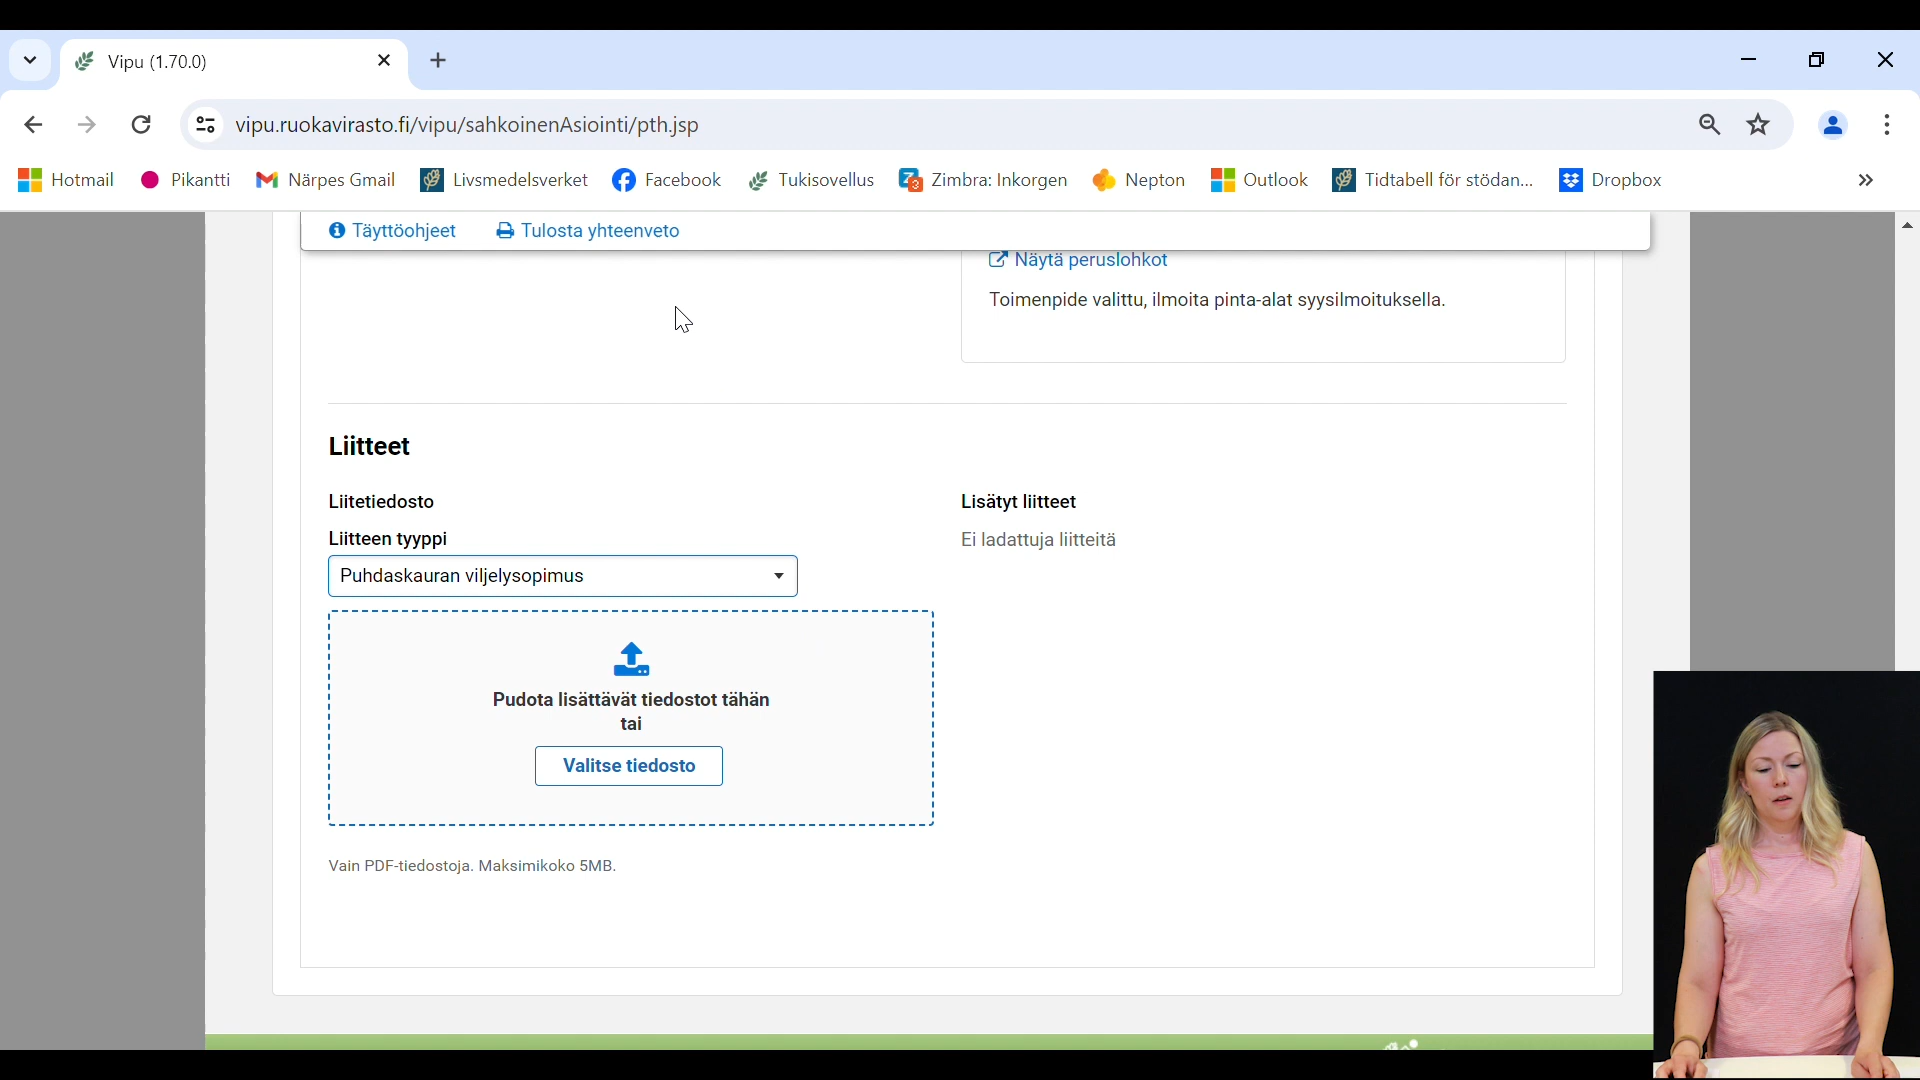 Vipu (1.70.0)
vipu.ruokavirasto.fi/vipu/sahkoinenAsiointi/pth.jsp
Hotmail Pikantti Närpes Gmail Livsmedelsverket Facebook Tukisovellus Zimbra: Inkorgen Nepton Outlook Tidtabell för stödan... Dropbox
Täyttöohjeet Tulosta yhteenveto
Näytä peruslohkot
Toimenpide valittu, ilmoita pinta-alat syysilmoituksella.
Liitteet
Liitetiedosto
Liitteen tyyppi
Puhdaskauran viljelysopimus
Pudota lisättävät tiedostot tähän
tai
Valitse tiedosto
Vain PDF-tiedostoja. Maksimikoko 5MB.
Lisätyt liitteet
Ei ladattuja liitteitä